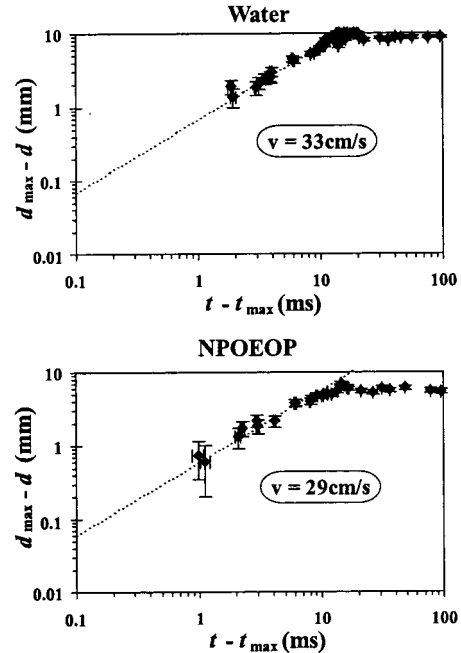 Water
10
1
0.1
0.01
d max - d (mm)
v = 33cm/s
0.1 1 10 100
t - t max (ms)
NPOEOP
10
1
0.1
0.01
d max - d (mm)
v = 29cm/s
0.1 1 10 100
t - t max (ms)